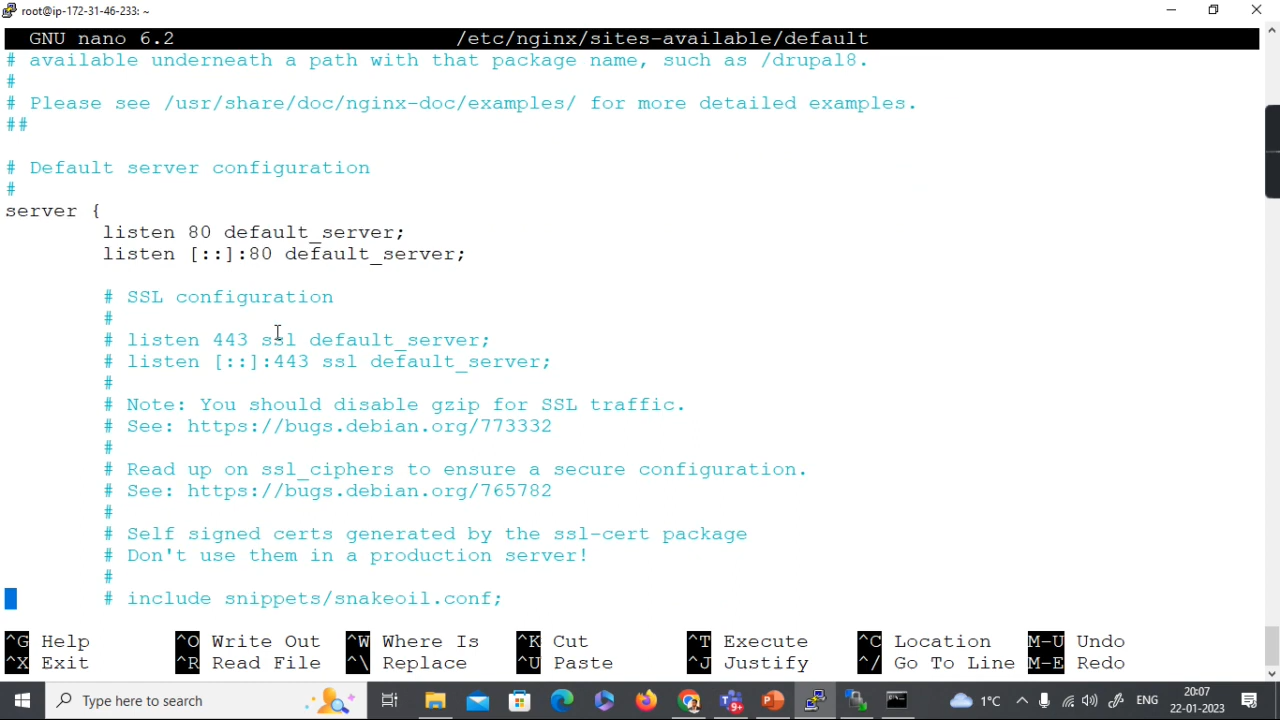 root@ip-172-31-46-233: ~
GNU nano 6.2 /etc/nginx/sites-available/default
# available underneath a path with that package name, such as /drupal8.
#
# Please see /usr/share/doc/nginx-doc/examples/ for more detailed examples.
##
# Default server configuration
#
server {
listen 80 default_server;
listen [::]:80 default_server;
# SSL configuration
#
# listen 443 ssl default_server;
# listen [::]:443 ssl default_server;
#
# Note: You should disable gzip for SSL traffic.
# See: https://bugs.debian.org/773332
#
# Read up on ssl_ciphers to ensure a secure configuration.
# See: https://bugs.debian.org/765782
#
# Self signed certs generated by the ssl-cert package
# Don't use them in a production server!
#
# include snippets/snakeoil.conf;
^G Help ^O Write Out ^W Where Is ^K Cut ^T Execute ^C Location M-U Undo
^X Exit ^R Read File ^\ Replace ^U Paste ^J Justify ^/ Go To Line M-E Redo
Type here to search 9+ 1°C ENG 20:07
22-01-2023